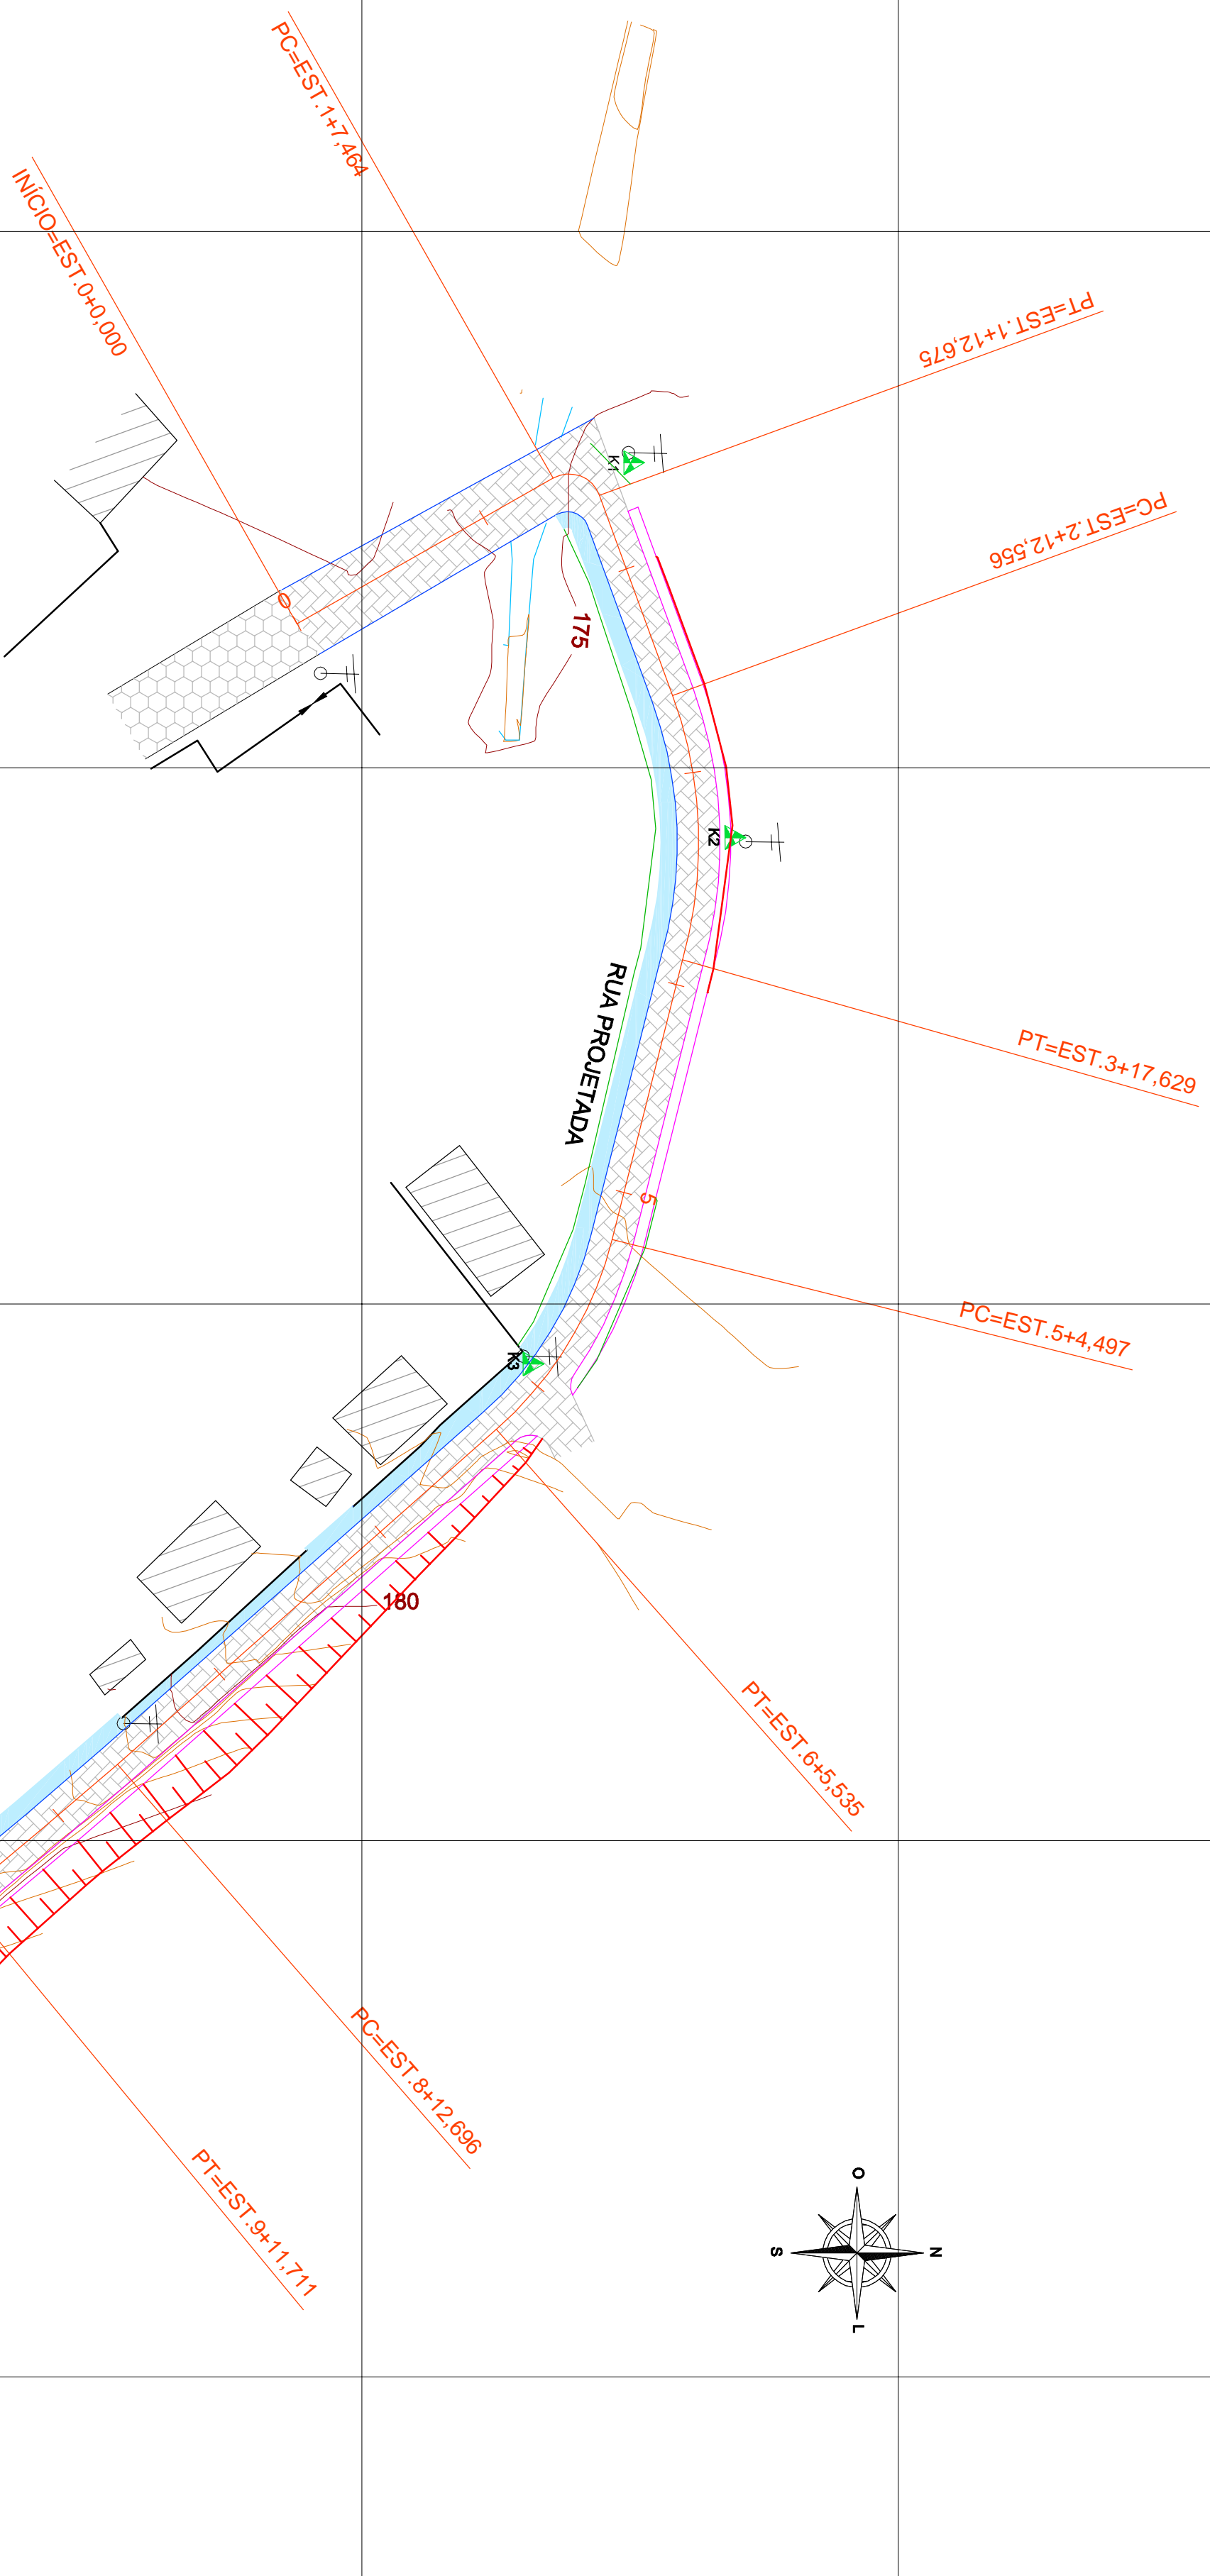 PC=EST.1+7,464
INÍCIO=EST.0+0,000
PT=EST.1+12,675
PC=EST.2+12,556
K1
0
175
K2
RUA PROJETADA
PT=EST.3+17,629
5
PC=EST.5+4,497
K3
180
PT=EST.6+5,535
PC=EST.8+12,696
PT=EST.9+11,711
O
S
N
L